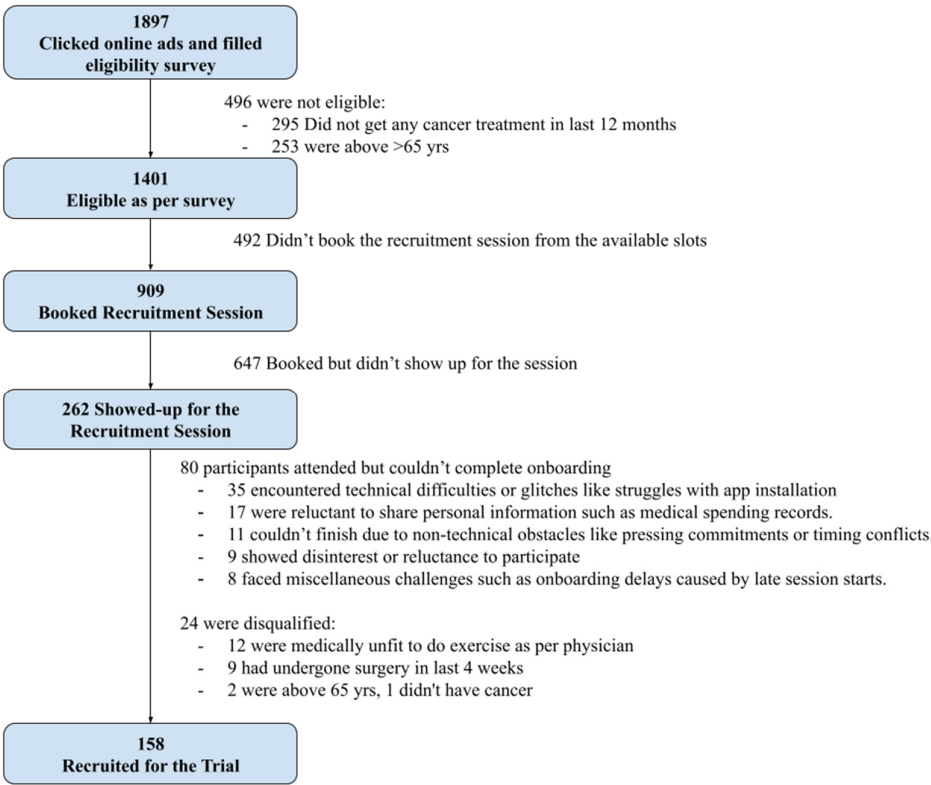 1897
Clicked online ads and filled
eligibility survey
496 were not eligible:
- 295 Did not get any cancer treatment in last 12 months
- 253 were above >65 yrs
1401
Eligible as per survey
492 Didn’t book the recruitment session from the available slots
909
Booked Recruitment Session
647 Booked but didn’t show up for the session
262 Showed-up for the
Recruitment Session
80 participants attended but couldn’t complete onboarding
- 35 encountered technical difficulties or glitches like struggles with app installation
- 17 were reluctant to share personal information such as medical spending records.
- 11 couldn’t finish due to non-technical obstacles like pressing commitments or timing conflicts
- 9 showed disinterest or reluctance to participate
- 8 faced miscellaneous challenges such as onboarding delays caused by late session starts.
24 were disqualified:
- 12 were medically unfit to do exercise as per physician
- 9 had undergone surgery in last 4 weeks
- 2 were above 65 yrs, 1 didn't have cancer
158
Recruited for the Trial